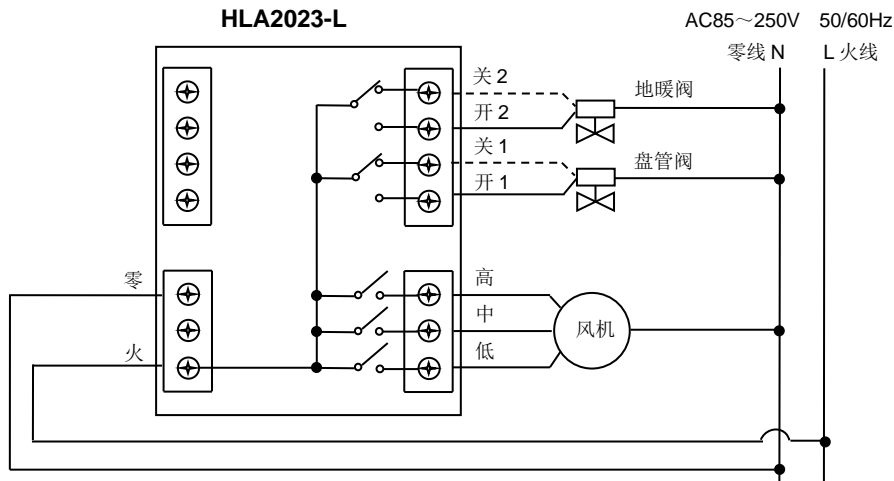 HLA2023-L
AC85～250V 50/60Hz
零线 N L 火线
关 2
地暖阀
开 2
关 1
盘管阀
开 1
零
高
中
风机
火
低